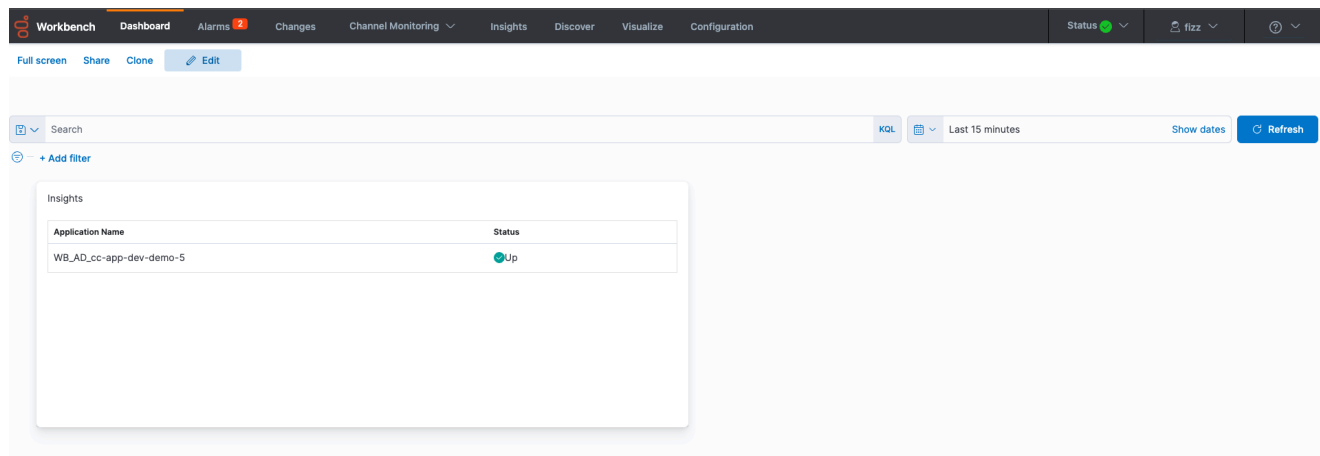 Workbench Dashboard Alarms 2 Changes Channel Monitoring Insights Discover Visualize Configuration Status fizz
Full screen Share Clone Edit
Search KQL Last 15 minutes Show dates Refresh
+ Add filter
Insights
Application Name Status
WB_AD_cc-app-dev-demo-5 Up